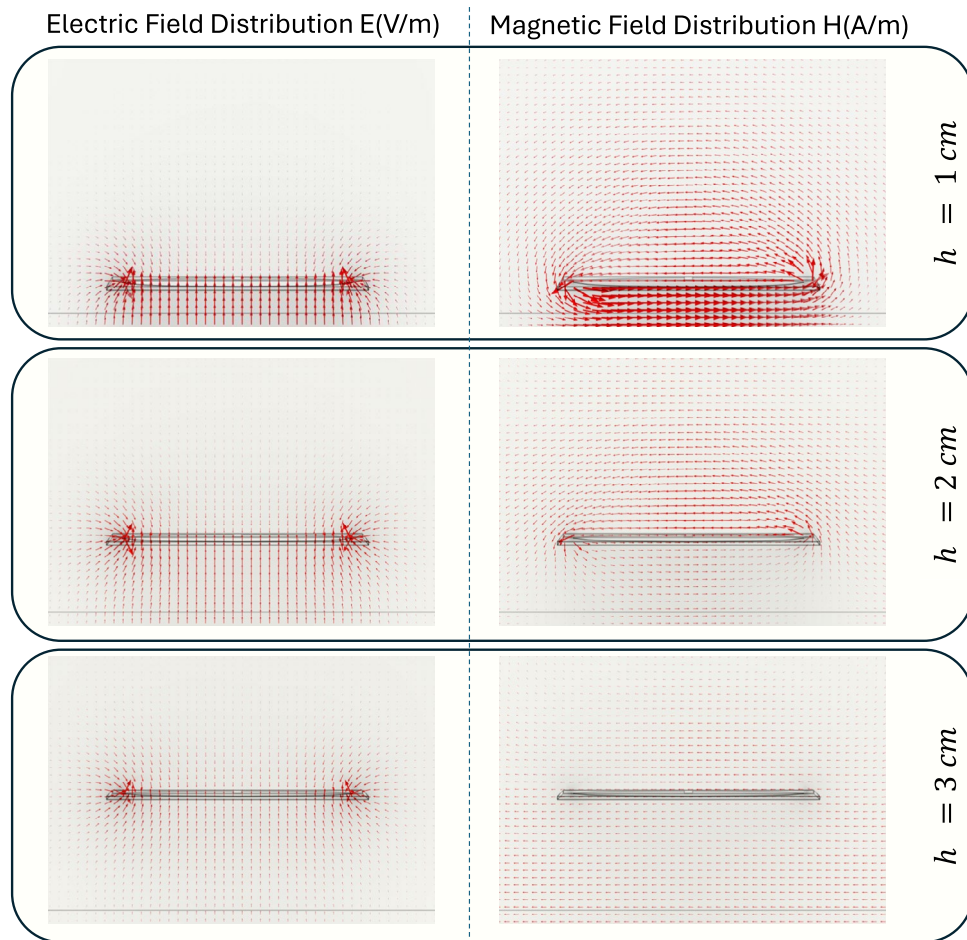 Electric Field Distribution E(V/m)
Magnetic Field Distribution H(A/m)
h = 1 cm
h = 2 cm
h = 3 cm